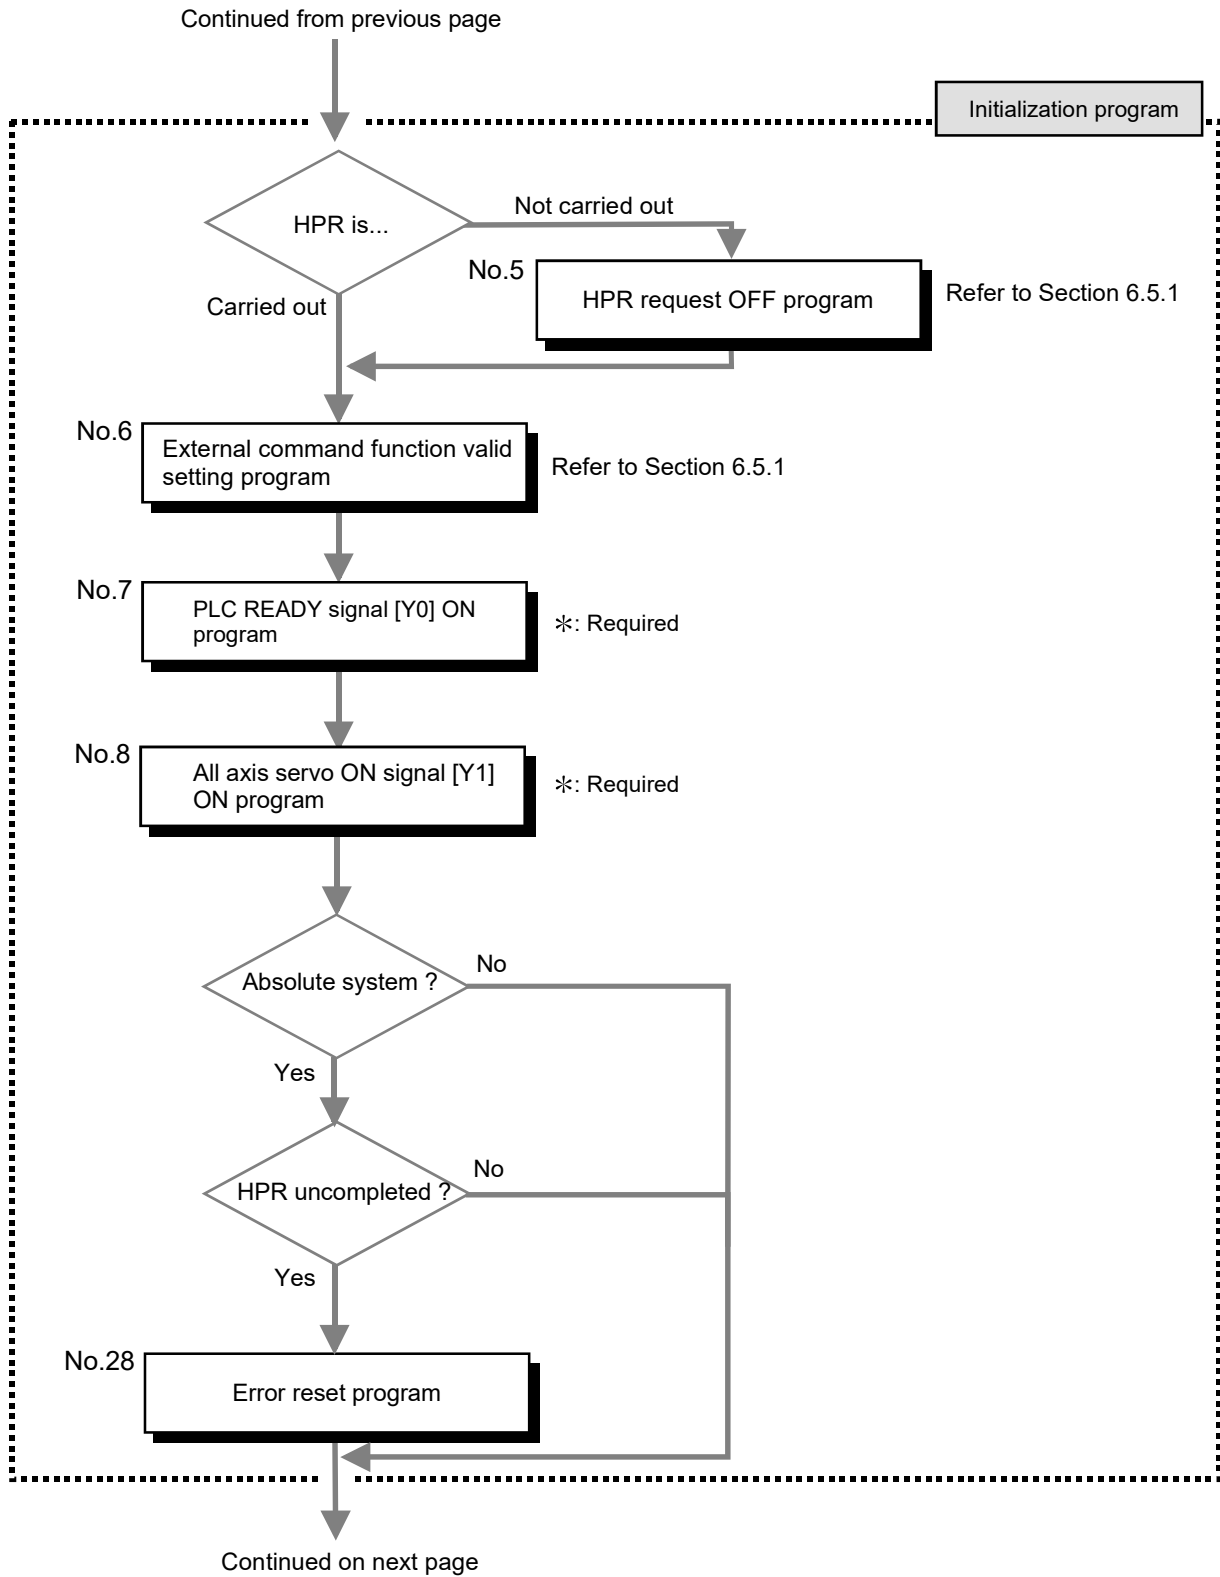 Continued from previous page
Initialization program
HPR is...
Not carried out
No.5
HPR request OFF program
Refer to Section 6.5.1
Carried out
No.6
External command function valid
setting program
Refer to Section 6.5.1
No.7
PLC READY signal [Y0] ON
program
＊: Required
No.8
All axis servo ON signal [Y1]
ON program
＊: Required
Absolute system ?
No
Yes
HPR uncompleted ?
No
Yes
No.28
Error reset program
Continued on next page